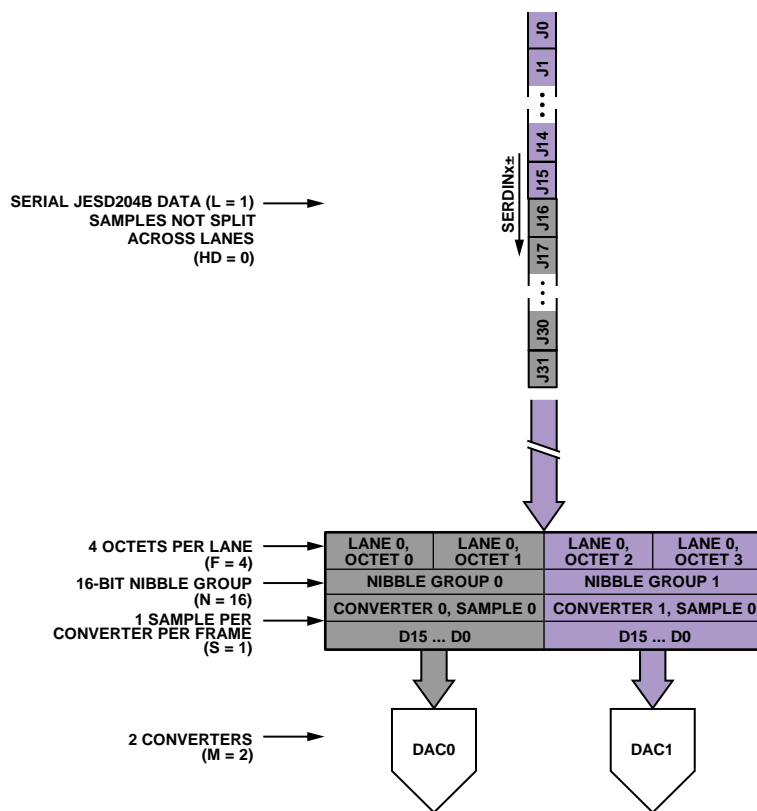 J0
J1
J14
J15
J16
J17
J30
J31
SERDINx±
SERIAL JESD204B DATA (L = 1)
SAMPLES NOT SPLIT
ACROSS LANES
(HD = 0)
4 OCTETS PER LANE
(F = 4)
LANE 0,
OCTET 0
LANE 0,
OCTET 1
LANE 0,
OCTET 2
LANE 0,
OCTET 3
16-BIT NIBBLE GROUP
(N = 16)
NIBBLE GROUP 0
NIBBLE GROUP 1
1 SAMPLE PER
CONVERTER PER FRAME
(S = 1)
CONVERTER 0, SAMPLE 0
CONVERTER 1, SAMPLE 0
D15 ... D0
D15 ... D0
2 CONVERTERS
(M = 2)
DAC0
DAC1